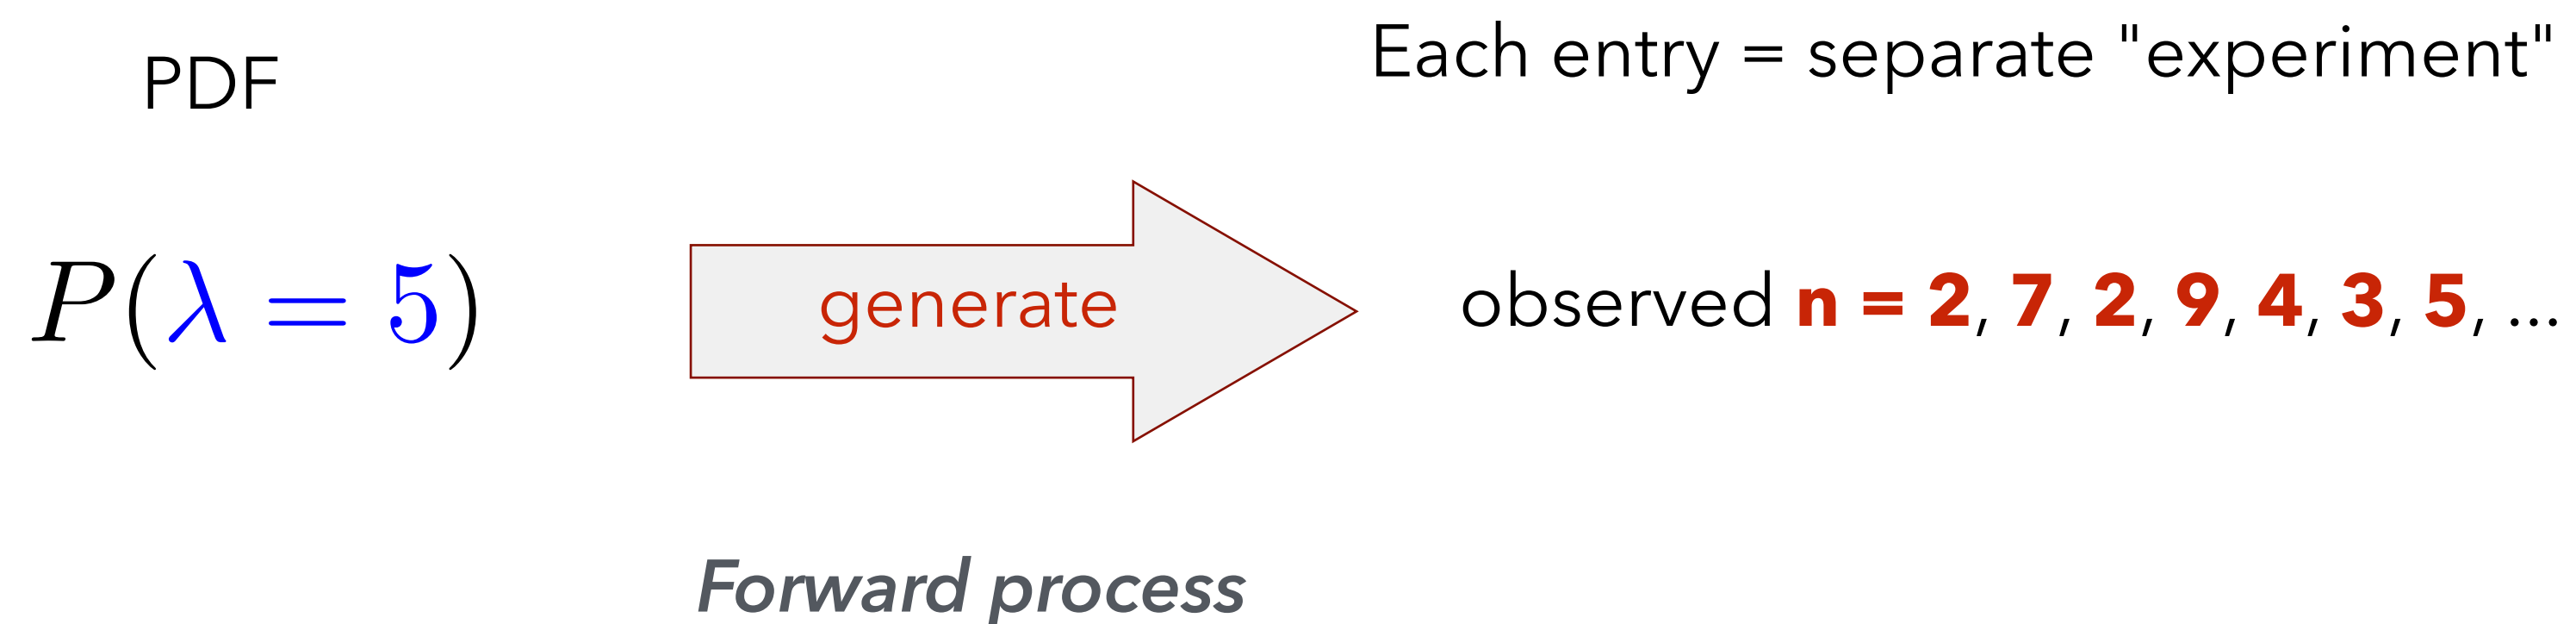 PDF
Each entry = separate "experiment"
P(λ = 5)
generate
observed n = 2, 7, 2, 9, 4, 3, 5, ...
Forward process